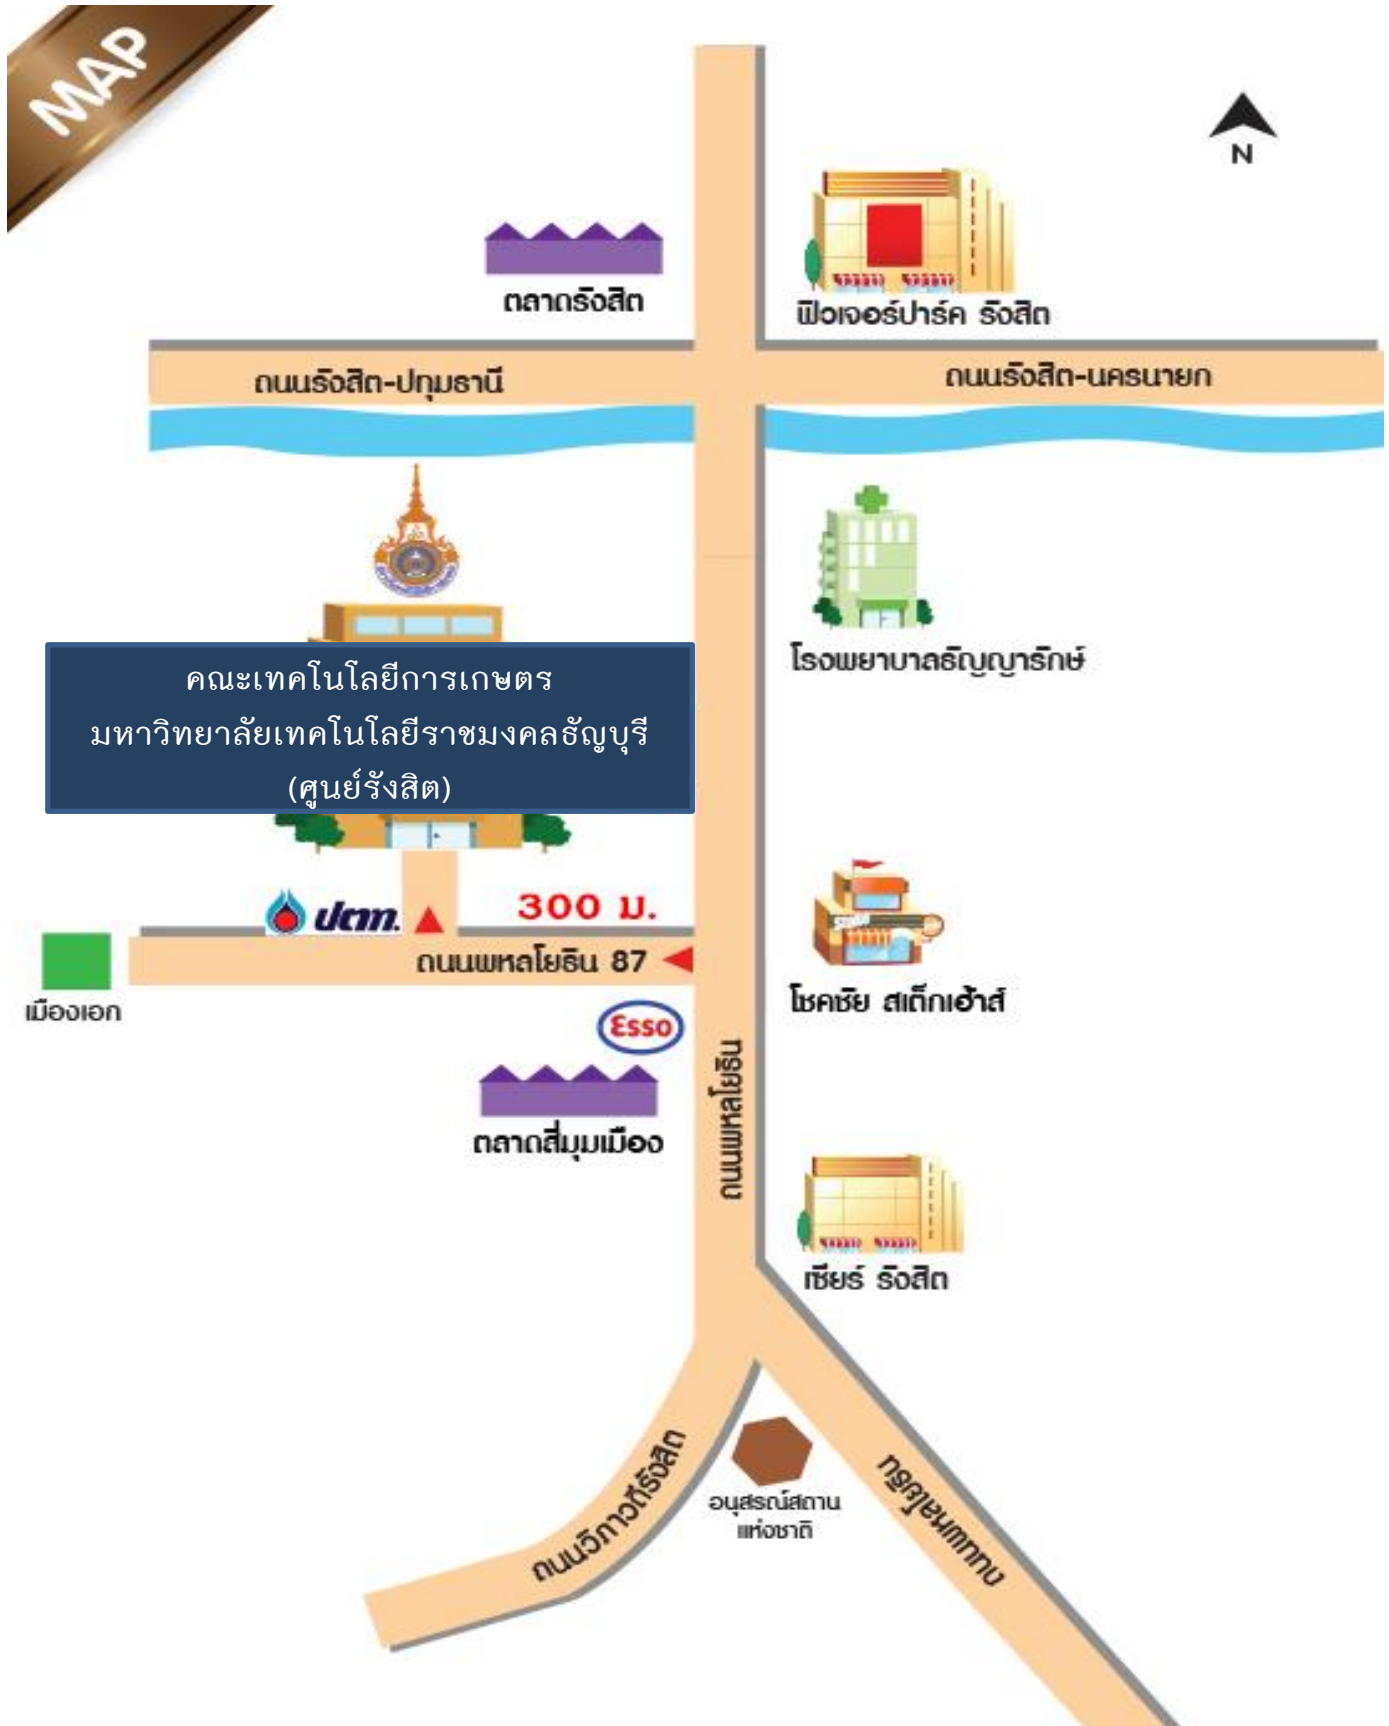 MAP
N
ตลาดรังสิต
ฟิวเจอร์ปาร์ค รังสิต
ถนนรังสิต-ปทุมธานี
ถนนรังสิต-นครนายก
โรงพยาบาลธัญญารักษ์
คณะเทคโนโลยีการเกษตร
มหาวิทยาลัยเทคโนโลยีราชมงคลธัญบุรี
(ศูนย์รังสิต)
ปตท.
300 ม.
ถนนพหลโยธิน 87
เมืองเอก
โชคชัย สเต็กเฮ้าส์
Esso
ถนนพหลโยธิน
ตลาดสี่มุมเมือง
เซียร์ รังสิต
ถนนวิภาวดีรังสิต
อนุสรณ์สถาน
แห่งชาติ
ถนนพหลโยธิน